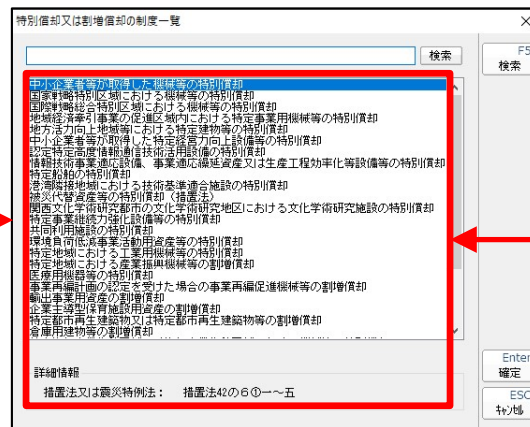 特別償却又は割増償却の制度一覧
検索
F5
検索
中小企業者等が取得した機械等の特別償却
国家戦略特別区域における機械等の特別償却
国際戦略総合特別区域における機械等の特別償却
地域経済牽引事業の促進区域内における特定事業用機械等の特別償却
地方活力向上地域等における特定建物等の特別償却
中小企業者等が取得した特定経営力向上設備等の特別償却
認定特定高度情報通信技術活用設備の特別償却
情報技術事業適応設備、事業適応繰延資産又は生産工程効率化等設備等の特別償却
特定船舶の特別償却
港湾隣接地域における技術基準適合施設の特別償却
被災代替資産等の特別償却(措置法)
関西文化学術研究都市の文化学術研究地区における文化学術研究施設の特別償却
特定事業継続力強化設備等の特別償却
共同利用施設の特別償却
環境負荷低減事業活動用資産等の特別償却
特定地域における工業用機械等の特別償却
特定地域における産業振興機械等の割増償却
医療用機器等の特別償却
事業再編計画の認定を受けた場合の事業再編促進機械等の割増償却
輸出事業用資産の割増償却
企業主導型保育施設用資産の割増償却
特定都市再生建築物又は特定都市再生建築物等の割増償却
倉庫用建物等の割増償却
詳細情報
措置法又は震災特例法： 措置法42の6①一～五
Enter
確定
ESC
ｷｬﾝｾﾙ